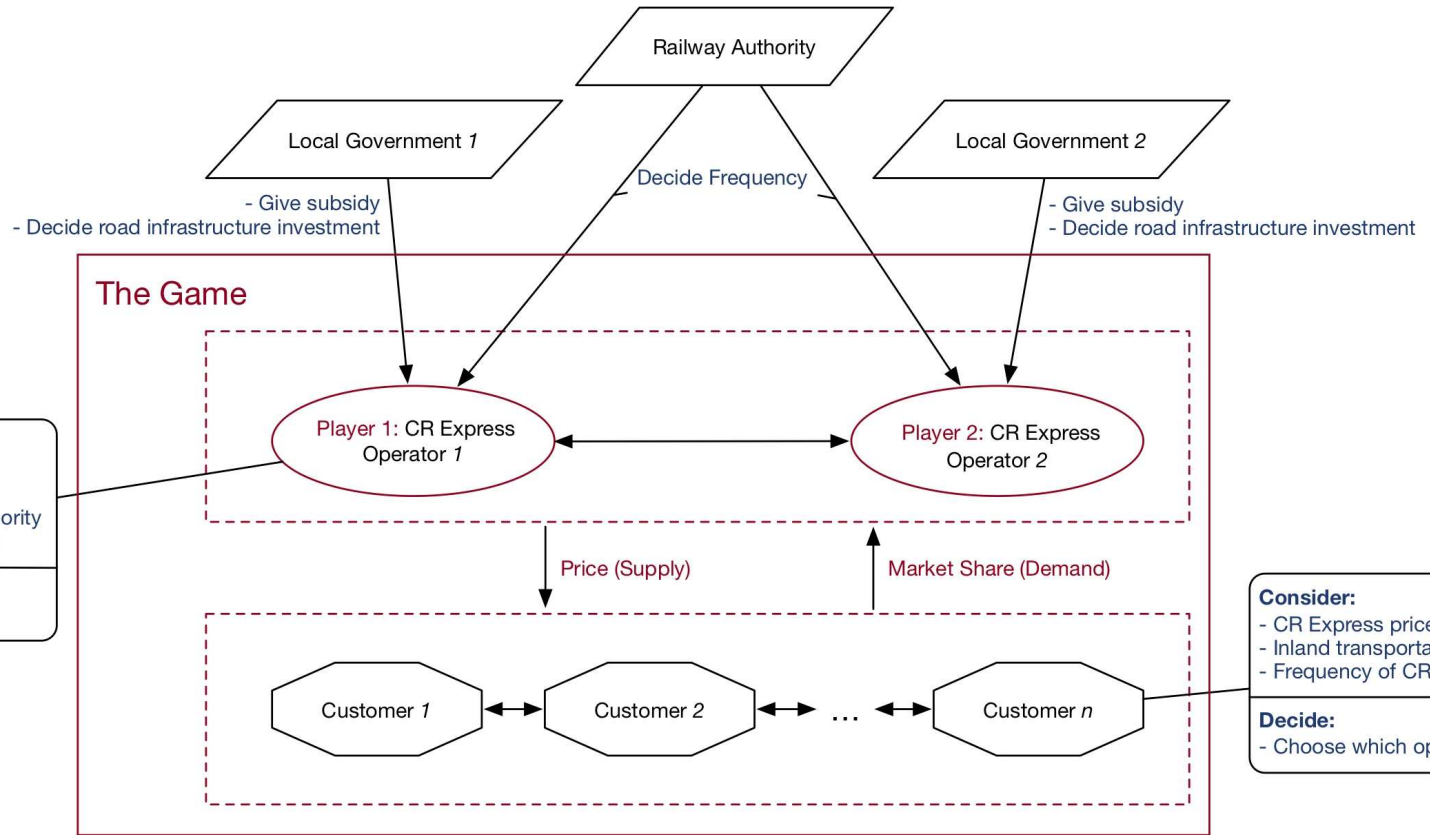 Railway Authority
Local Government 1
Local Government 2
Decide Frequency
- Give subsidy
- Decide road infrastructure investment
- Give subsidy
- Decide road infrastructure investment
The Game
Player 1: CR Express
Operator 1
Player 2: CR Express
Operator 2
ority
Price (Supply)
Market Share (Demand)
Consider:
- CR Express price
- Inland transporta
- Frequency of CR
Decide:
- Choose which op
Customer 1
Customer 2
...
Customer n